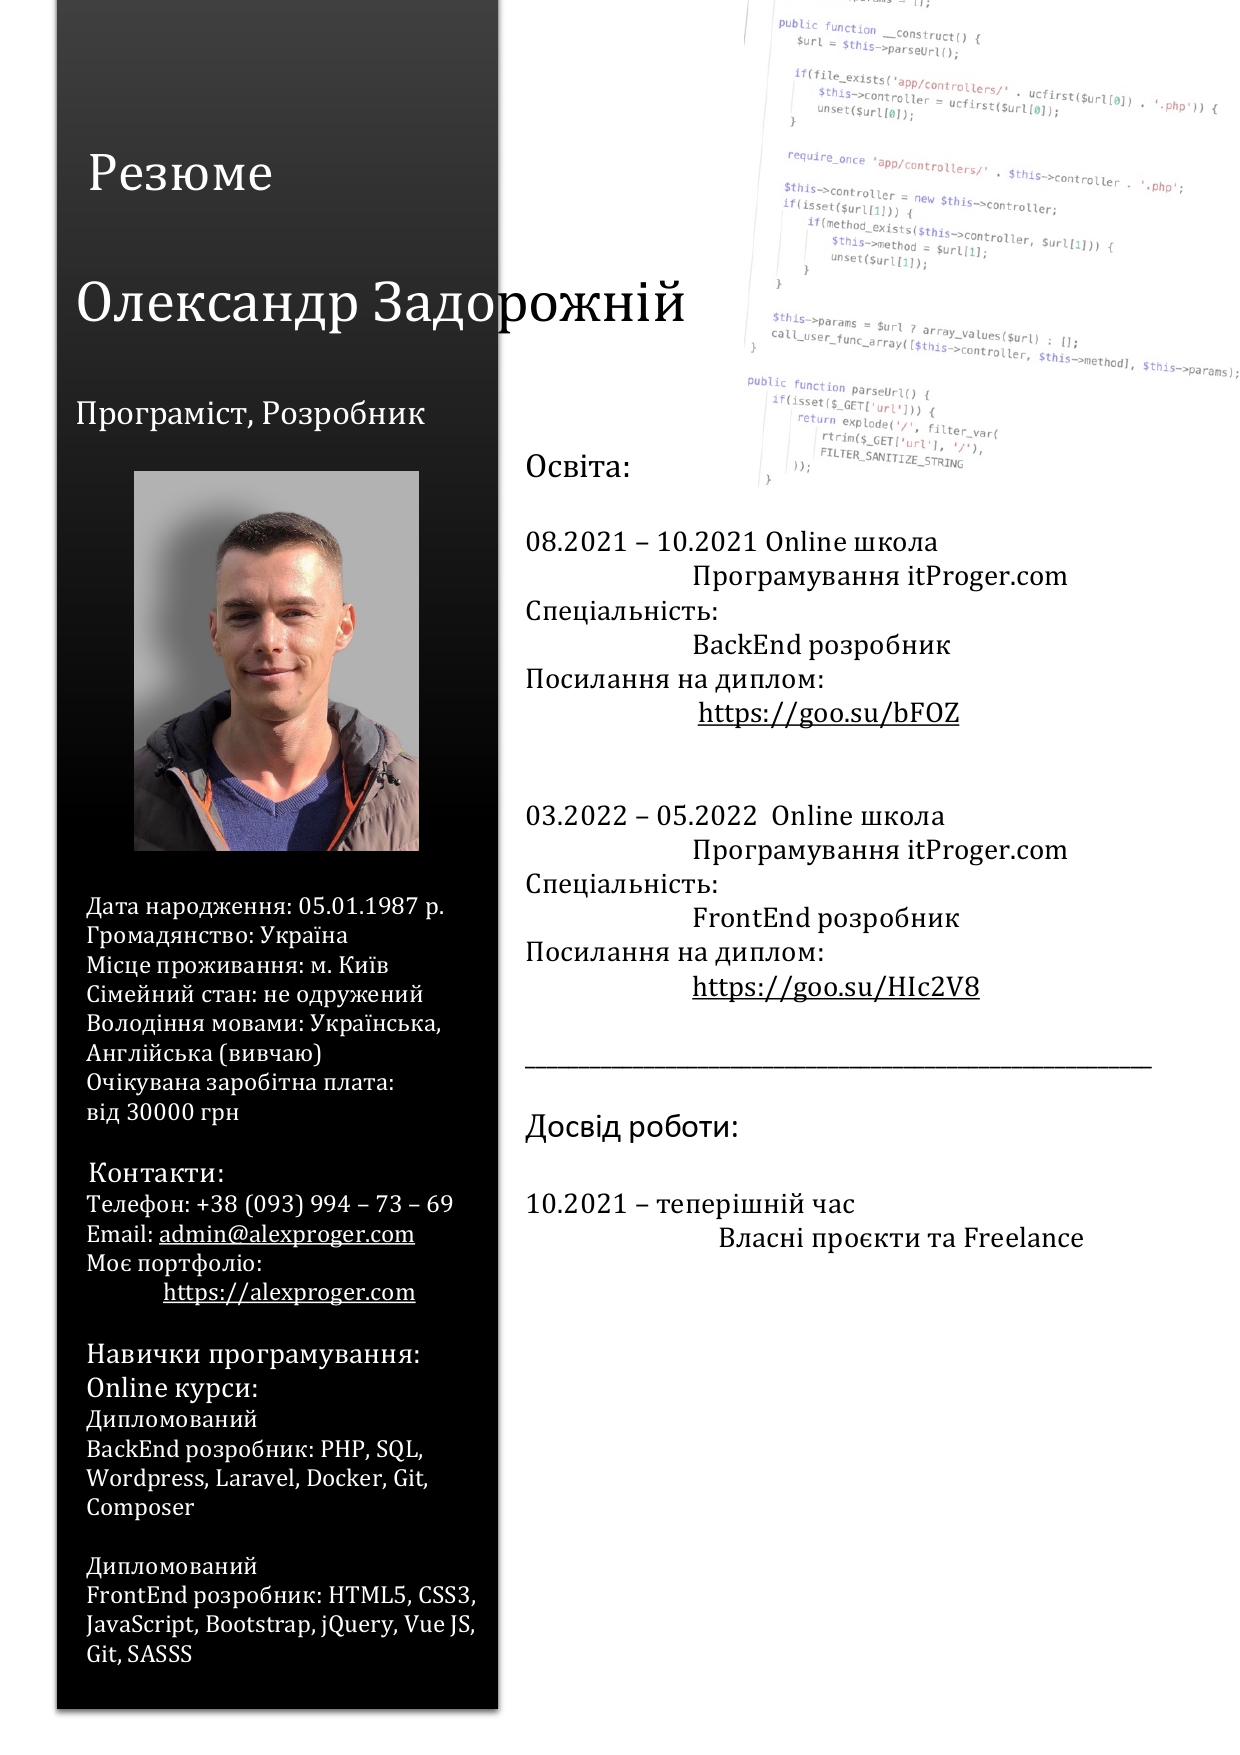 Резюме
Олександр Задорожній
Програміст, Розробник
Дата народження: 05.01.1987 р.
Громадянство: Україна
Місце проживання: м. Київ
Сімейний стан: не одружений
Володіння мовами: Українська,
Англійська (вивчаю)
Очікувана заробітна плата:
від 30000 грн
Контакти:
Телефон: +38 (093) 994 – 73 – 69
Email: admin@alexproger.com
Моє портфоліо:
https://alexproger.com
Навички програмування:
Online курси:
Дипломований
BackEnd розробник: PHP, SQL,
Wordpress, Laravel, Docker, Git,
Composer
Дипломований
FrontEnd розробник: HTML5, CSS3,
JavaScript, Bootstrap, jQuery, Vue JS,
Git, SASSS
public function __construct() {
$url = $this->parseUrl();
if(file_exists('app/controllers/' . ucfirst($url[0]) . '.php')) {
$this->controller = ucfirst($url[0]);
unset($url[0]);
}
require_once 'app/controllers/' . $this->controller . '.php';
$this->controller = new $this->controller;
if(isset($url[1])) {
if(method_exists($this->controller, $url[1])) {
$this->method = $url[1];
unset($url[1]);
}
}
$this->params = $url ? array_values($url) : [];
call_user_func_array([$this->controller, $this->method], $this->params);
}
public function parseUrl() {
if(isset($_GET['url'])) {
return explode('/', filter_var(
rtrim($_GET['url'], '/'),
FILTER_SANITIZE_STRING
));
}
Освіта:
08.2021 – 10.2021 Online школа
Програмування itProger.com
Спеціальність:
BackEnd розробник
Посилання на диплом:
https://goo.su/bFOZ
03.2022 – 05.2022 Online школа
Програмування itProger.com
Спеціальність:
FrontEnd розробник
Посилання на диплом:
https://goo.su/HIc2V8
Досвід роботи:
10.2021 – теперішній час
Власні проєкти та Freelance